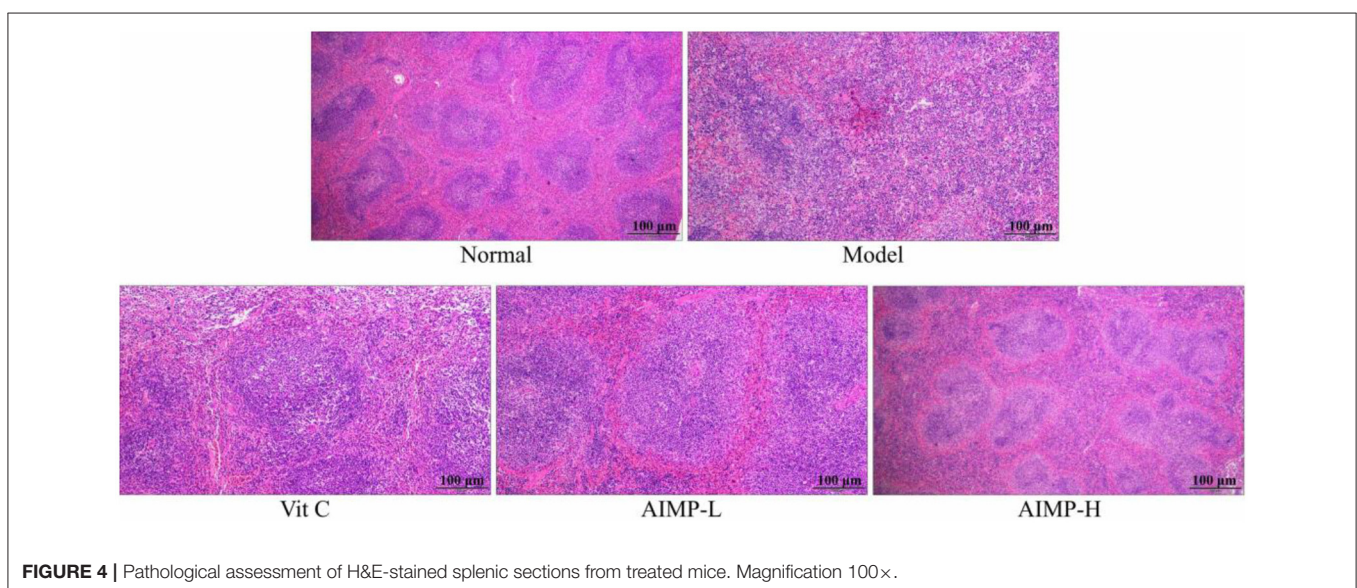 100 µm
100 µm
Normal
Model
100 µm
100 µm
100 µm
Vit C
AIMP-L
AIMP-H
FIGURE 4 | Pathological assessment of H&E-stained splenic sections from treated mice. Magnification 100×.